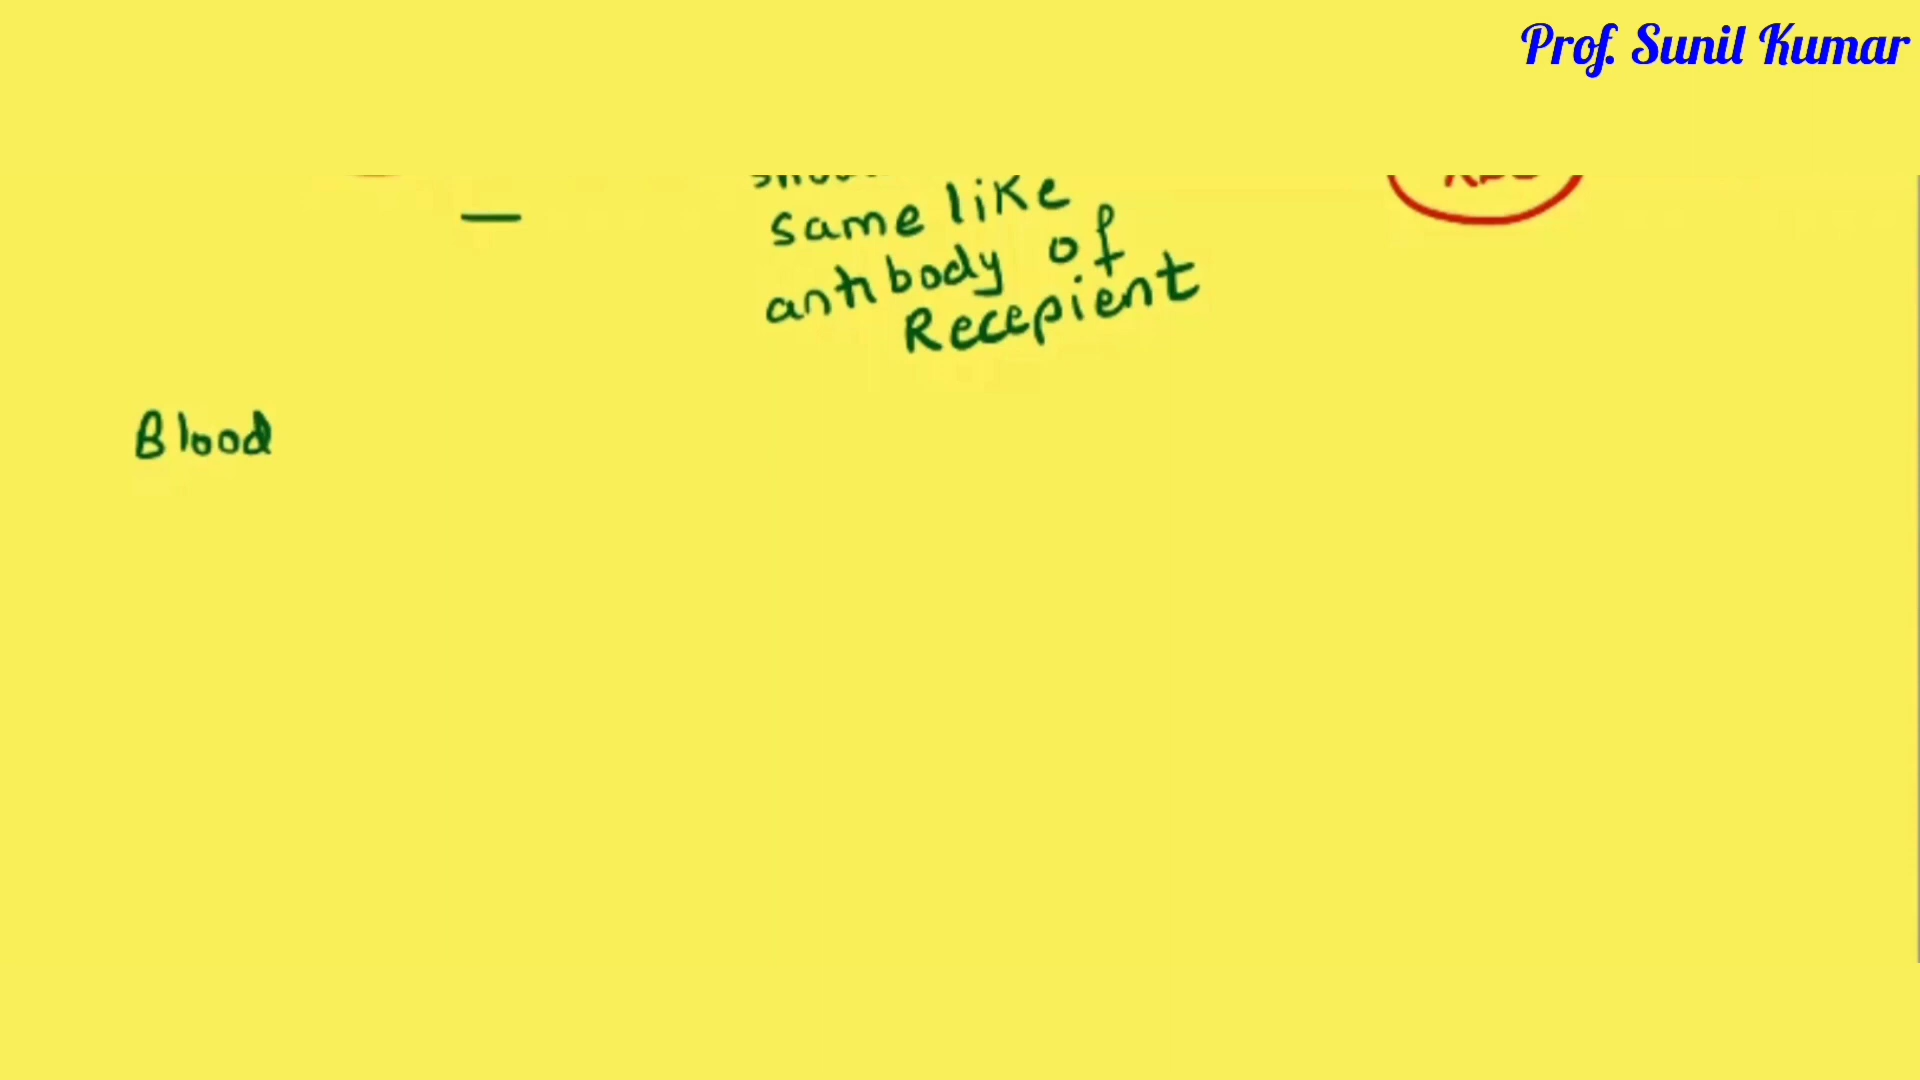 Prof. Sunil Kumar
same like
antibody of
Recepient
Blood